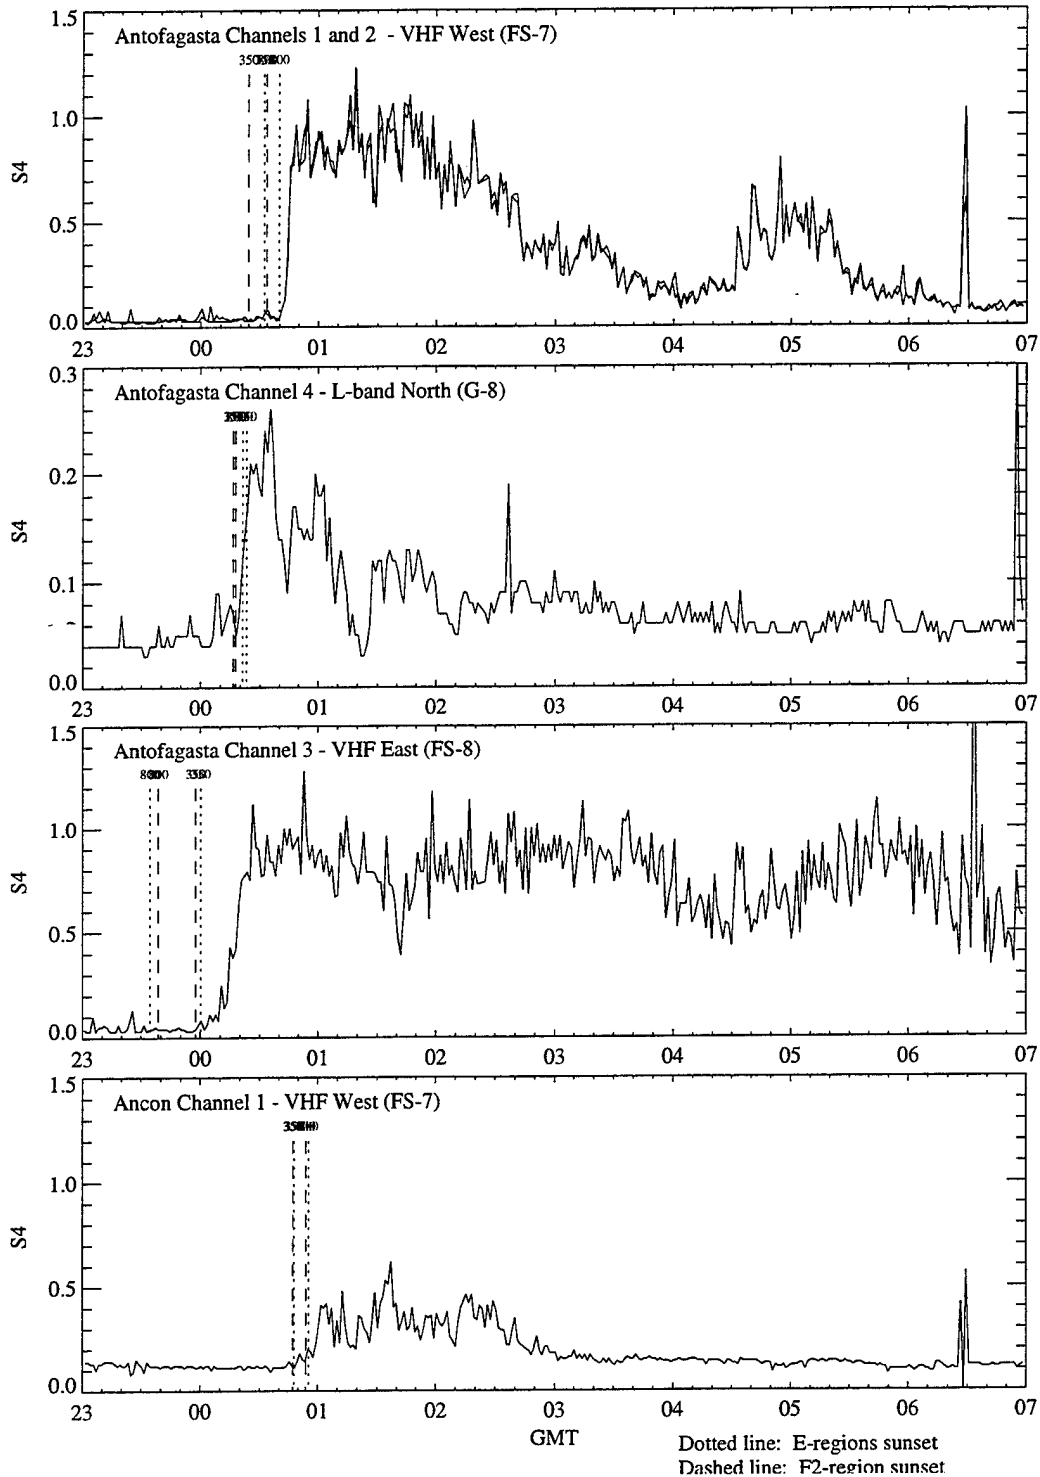 1.5
Antofagasta Channels 1 and 2 - VHF West (FS-7)
1.0
S4
0.5
0.0
23 00 01 02 03 04 05 06 07
0.3
Antofagasta Channel 4 - L-band North (G-8)
0.2
S4
0.1
0.0
23 00 01 02 03 04 05 06 07
1.5
Antofagasta Channel 3 - VHF East (FS-8)
1.0
S4
0.5
0.0
23 00 01 02 03 04 05 06 07
1.5
Ancon Channel 1 - VHF West (FS-7)
1.0
S4
0.5
0.0
23 00 01 02 03 04 05 06 07
GMT
Dotted line: E-regions sunset
Dashed line: F2-region sunset